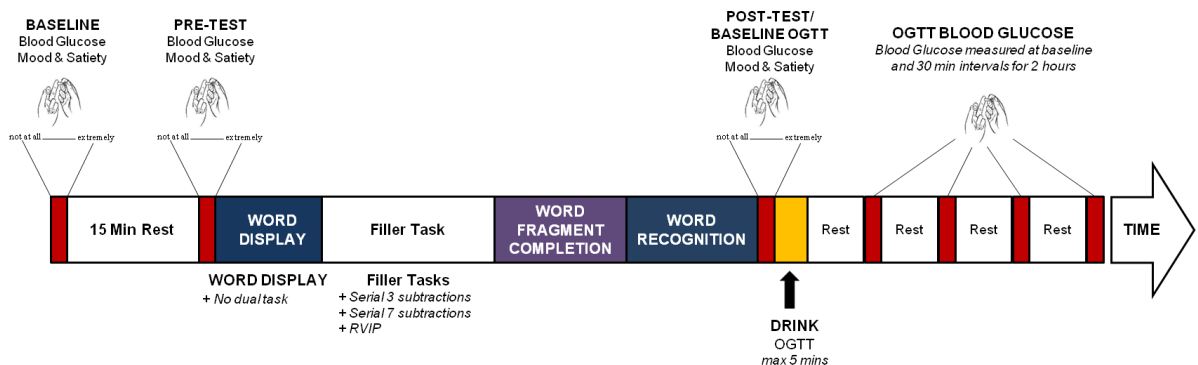 BASELINE
Blood Glucose
Mood & Satiety
not at all ________ extremely
PRE-TEST
Blood Glucose
Mood & Satiety
not at all ________ extremely
POST-TEST/
BASELINE OGTT
Blood Glucose
Mood & Satiety
not at all ________ extremely
OGTT BLOOD GLUCOSE
Blood Glucose measured at baseline
and 30 min intervals for 2 hours
15 Min Rest
WORD
DISPLAY
Filler Task
WORD
FRAGMENT
COMPLETION
WORD
RECOGNITION
Rest
Rest
Rest
Rest
TIME
WORD DISPLAY
+ No dual task
Filler Tasks
+ Serial 3 subtractions
+ Serial 7 subtractions
+ RVIP
DRINK
OGTT
max 5 mins